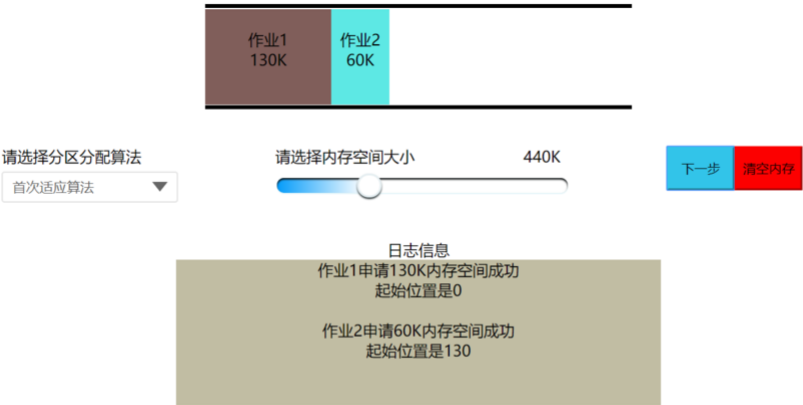 作业1
130K
作业2
60K
请选择分区分配算法
首次适应算法
请选择内存空间大小
440K
下一步
清空内存
日志信息
作业1申请130K内存空间成功
起始位置是0
作业2申请60K内存空间成功
起始位置是130